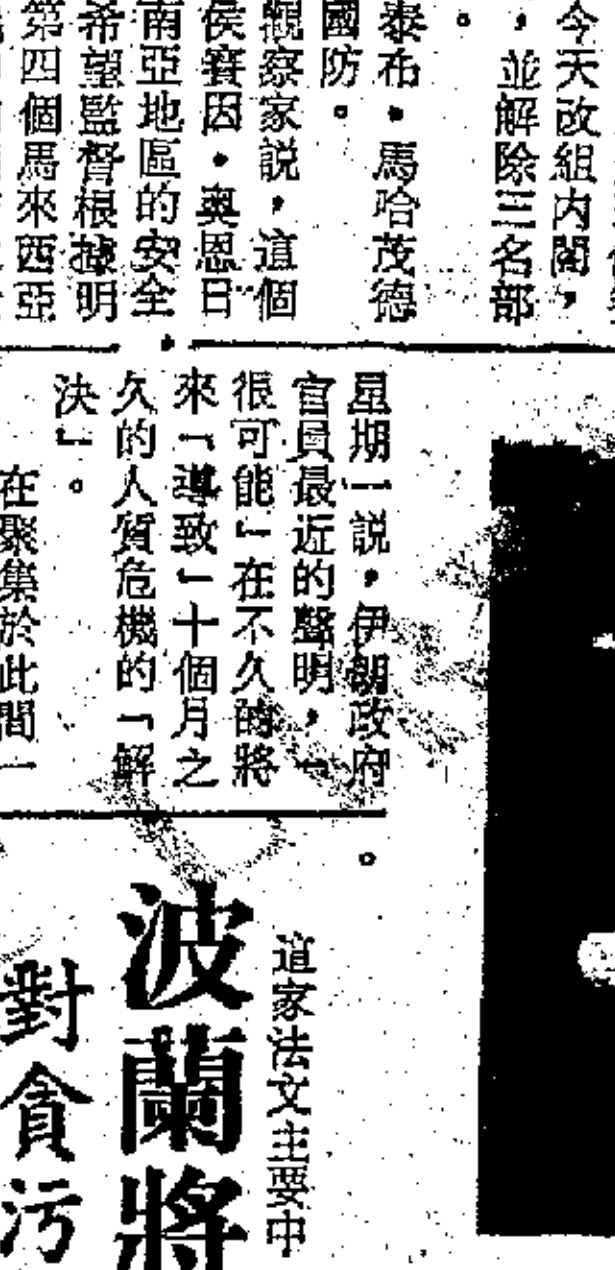 今天改組內閣，
，並解除三名部
。
泰布·馬哈茂德
國防。
觀察家說，這個
侯賽因·奧恩日
南亞地區的安全
希望監督根據明
第四個馬來西亞
星期一說，伊朗政府
官員最近的聲明，「
很可能」在不久的將
來「導致」十個月之
久的人質危機的「解
決」。
在聚集於此間一
。
道家法文主要中
波蘭將
對貪污